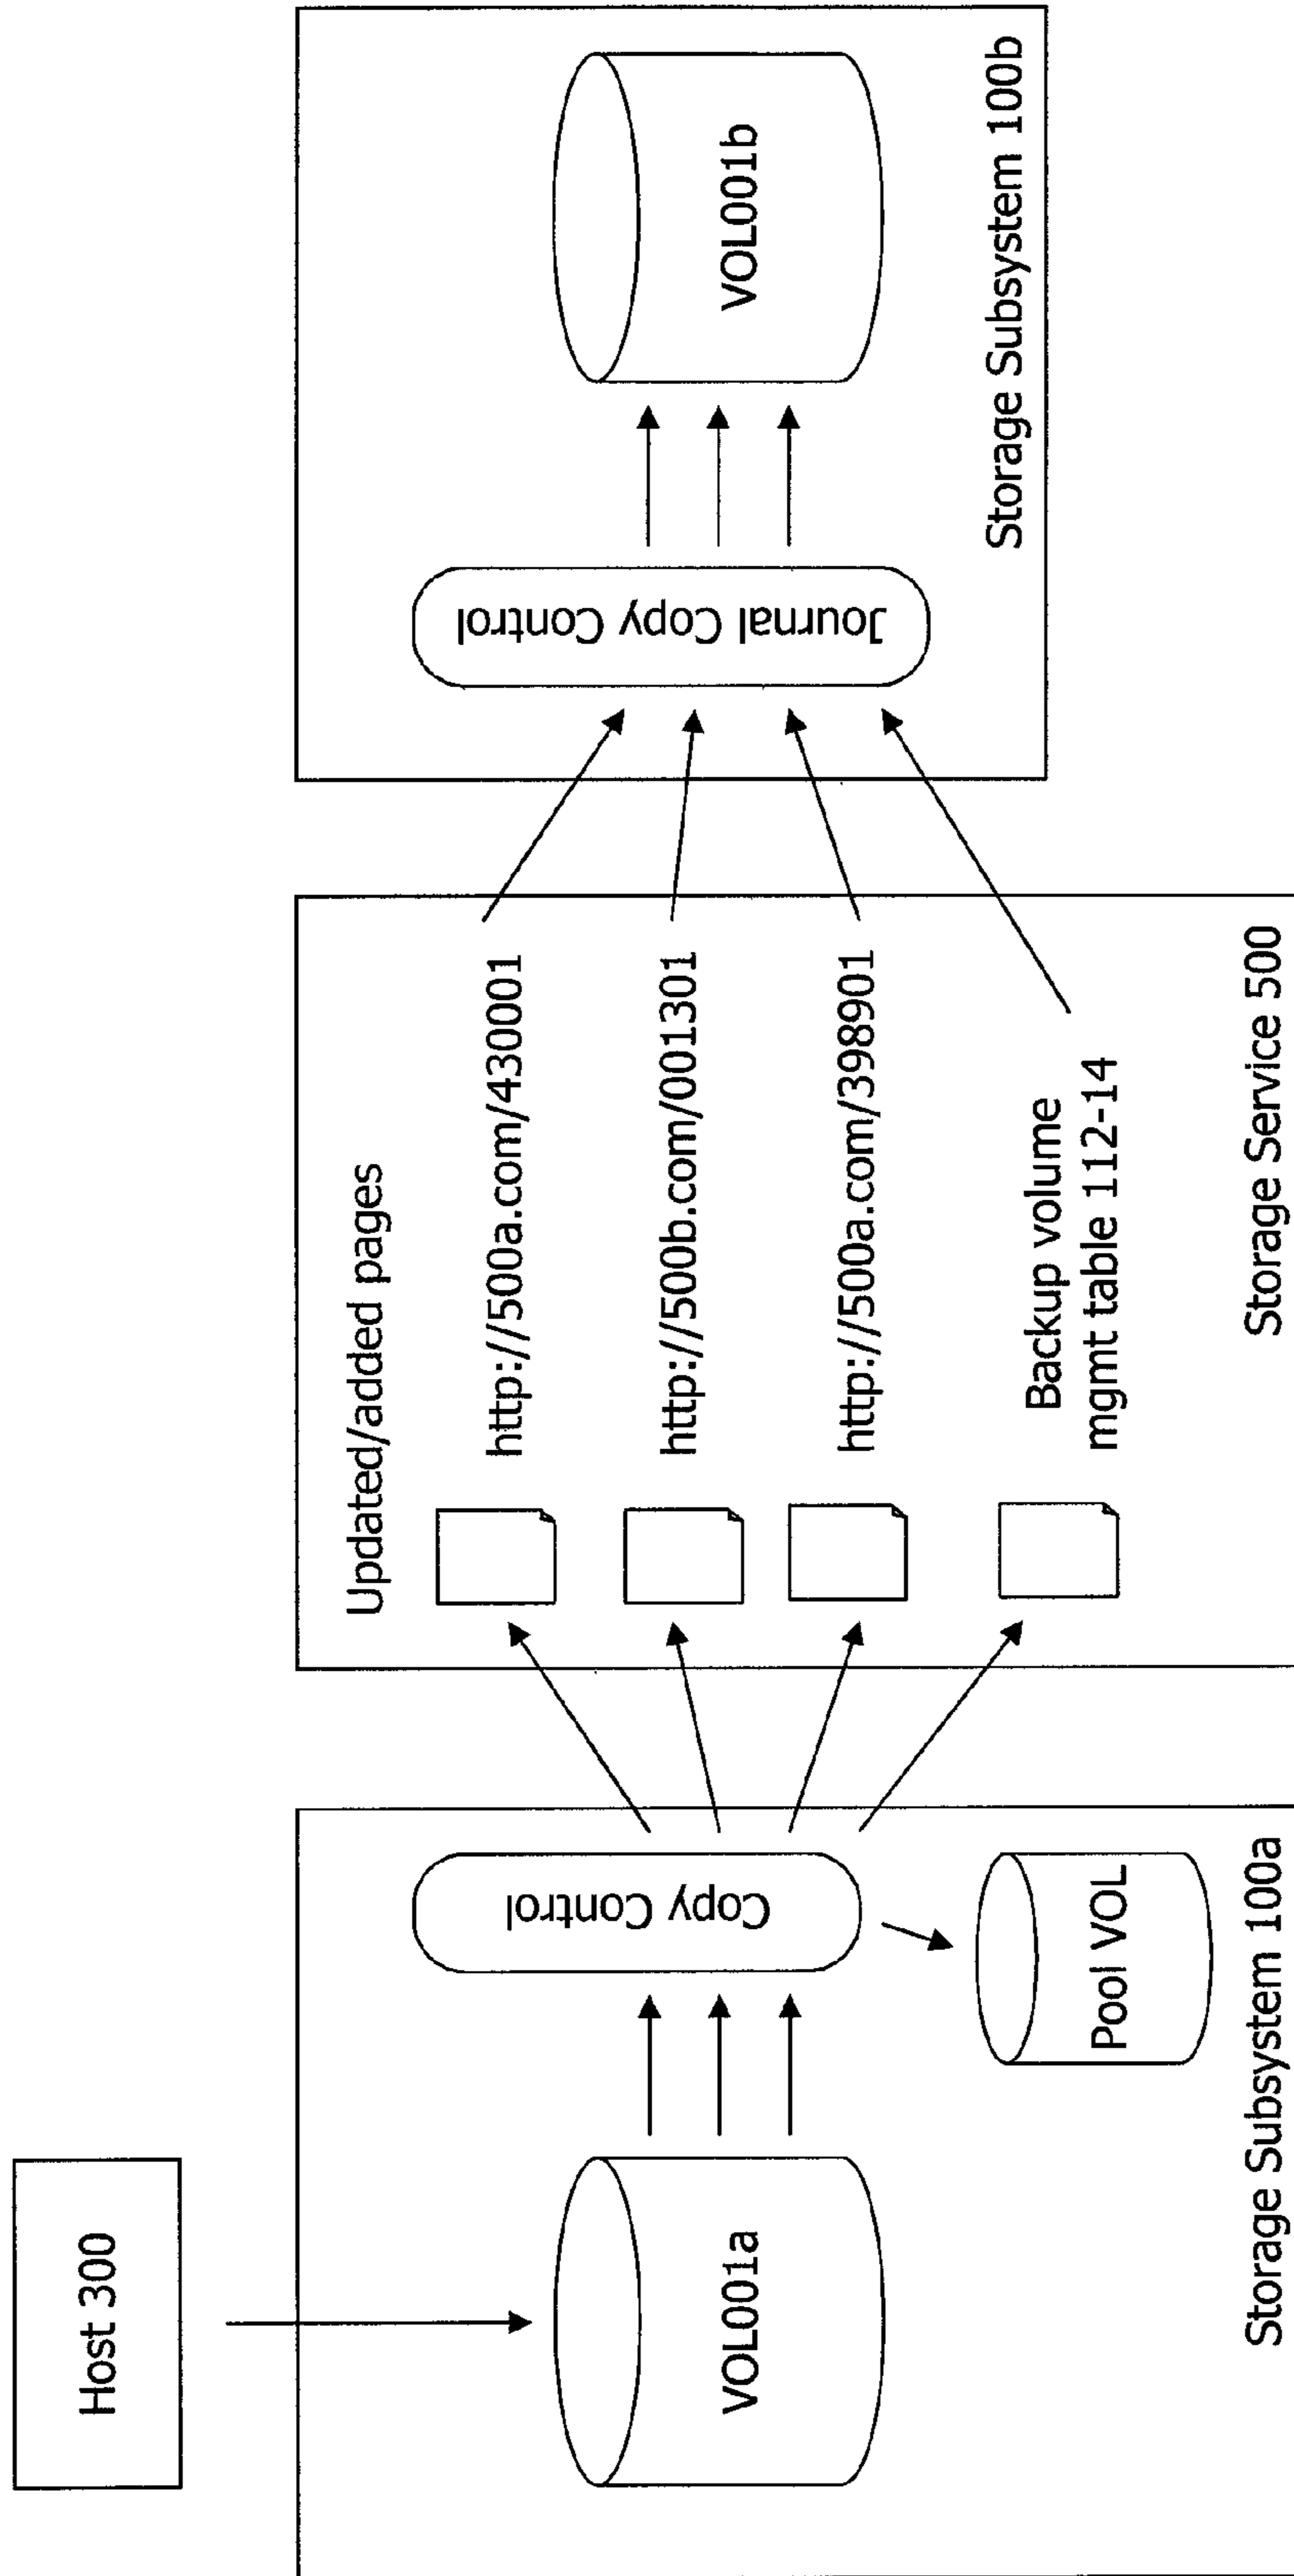 Host 300
VOL001a
Copy Control
Pool VOL
Storage Subsystem 100a
Updated/added pages
http://500a.com/430001
http://500b.com/001301
http://500a.com/398901
Backup volume
mgmt table 112-14
Storage Service 500
Journal Copy Control
VOL001b
Storage Subsystem 100b